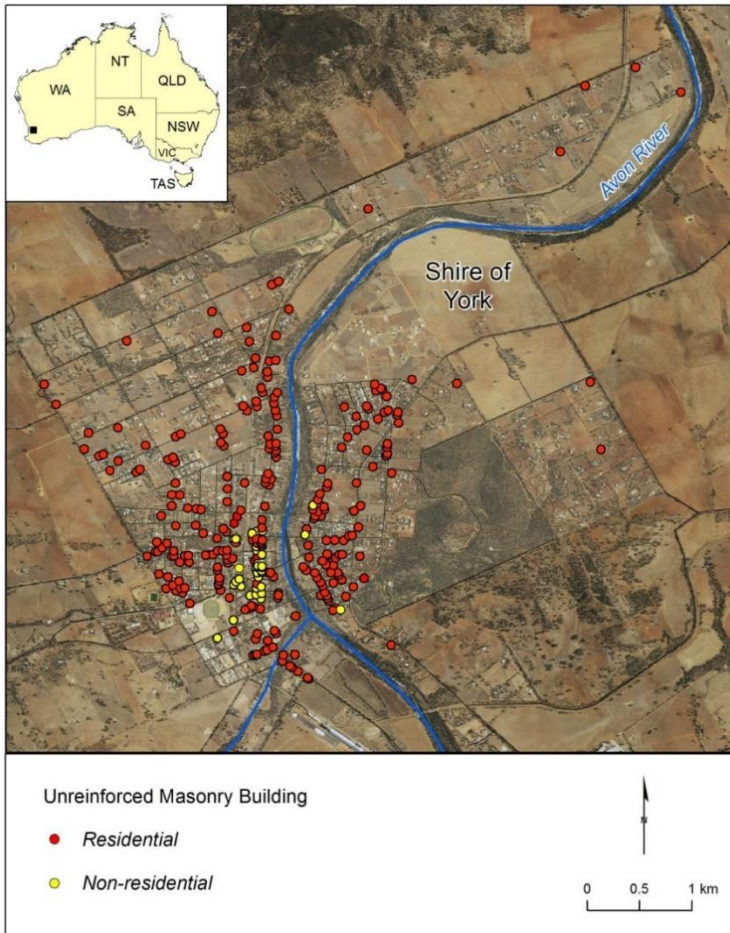 NT
WA
QLD
SA
NSW
VIC
TAS
Avon River
Shire of
York
Unreinforced Masonry Building
Residential
Non-residential
0 0.5 1 km